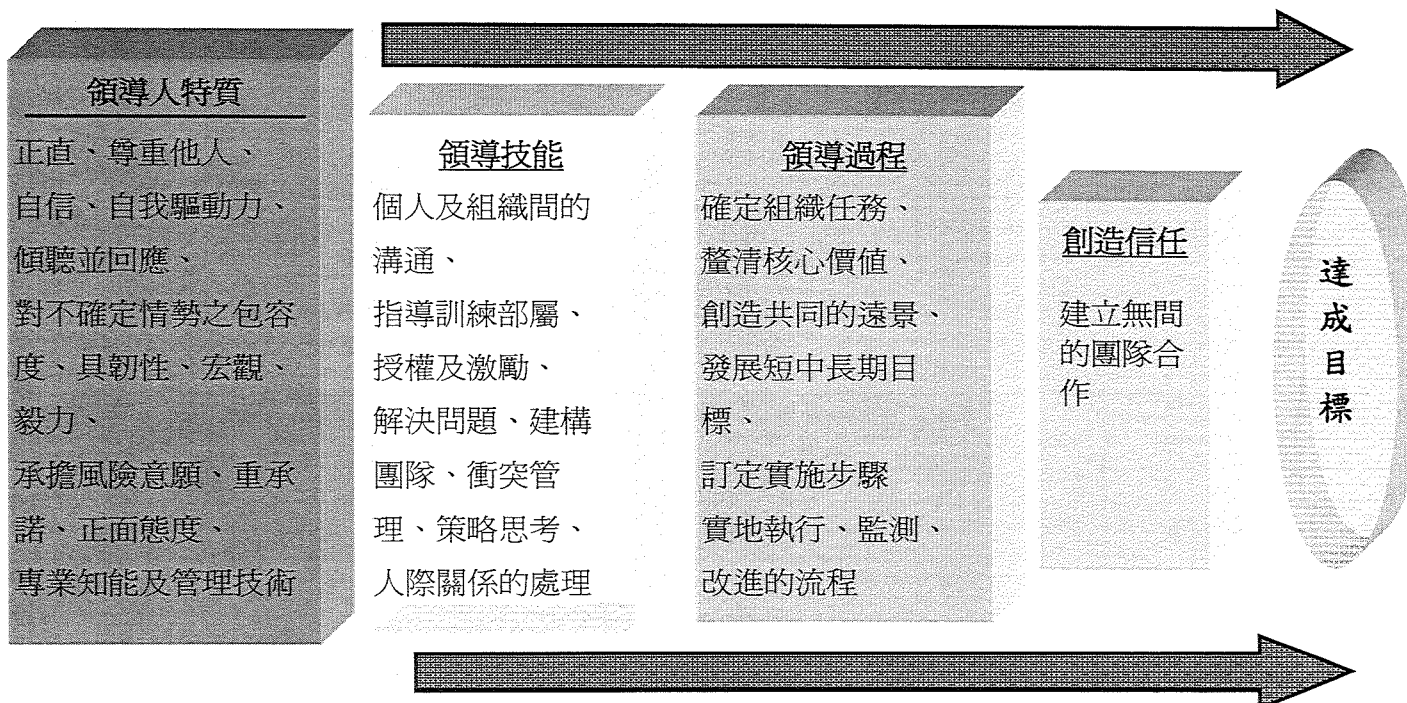 領導人特質
正直、尊重他人、
自信、自我驅動力、
傾聽並回應、
對不確定情勢之包容
度、具韌性、宏觀、
毅力、
承擔風險意願、重承
諾、正面態度、
專業知能及管理技術
領導技能
個人及組織間的
溝通、
指導訓練部屬、
授權及激勵、
解決問題、建構
團隊、衝突管
理、策略思考、
人際關係的處理
領導過程
確定組織任務、
釐清核心價值、
創造共同的遠景、
發展短中長期目
標、
訂定實施步驟
實地執行、監測、
改進的流程
創造信任
建立無間
的團隊合
作
達成目標